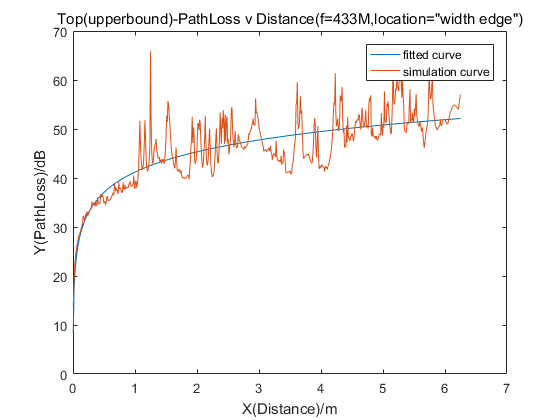 Top(upperbound)-PathLoss v Distance(f=433M,location="width edge")
fitted curve
simulation curve
Y(PathLoss)/dB
70
60
50
40
30
20
10
0
0 1 2 3 4 5 6 7
X(Distance)/m